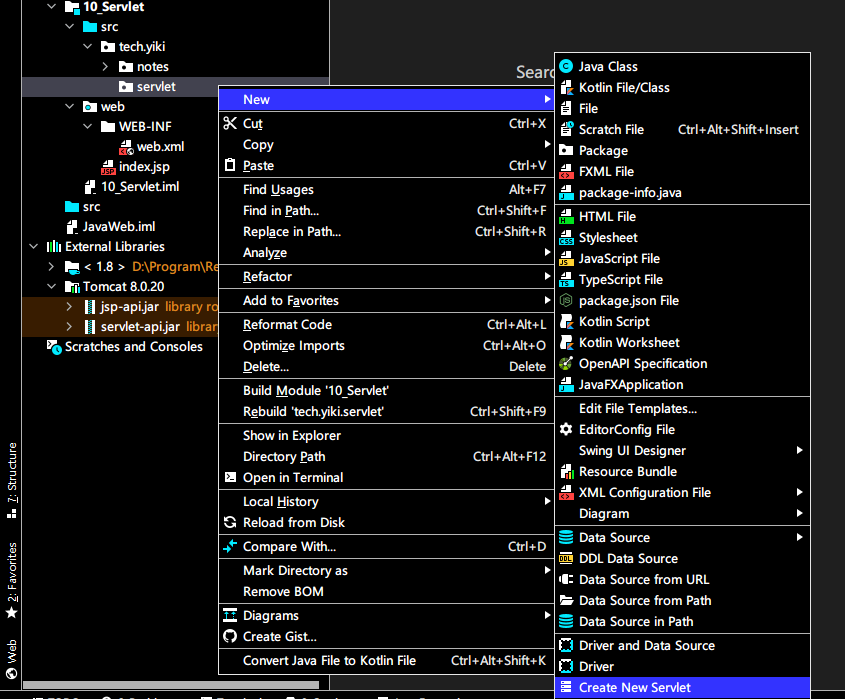 10_Servlet
src
tech.yiki
notes
servlet
web
WEB-INF
web.xml
index.jsp
10_Servlet.iml
src
JavaWeb.iml
External Libraries
< 1.8 > D:\Program\Re
Tomcat 8.0.20
jsp-api.jar library ro
servlet-api.jar librar
Scratches and Consoles
7: Structure
2: Favorites
Web
Searc
New
Cut Ctrl+X
Copy
Paste Ctrl+V
Find Usages Alt+F7
Find in Path... Ctrl+Shift+F
Replace in Path... Ctrl+Shift+R
Analyze
Refactor
Add to Favorites
Reformat Code Ctrl+Alt+L
Optimize Imports Ctrl+Alt+O
Delete... Delete
Build Module '10_Servlet'
Rebuild 'tech.yiki.servlet' Ctrl+Shift+F9
Show in Explorer
Directory Path Ctrl+Alt+F12
Open in Terminal
Local History
Reload from Disk
Compare With... Ctrl+D
Mark Directory as
Remove BOM
Diagrams
Create Gist...
Convert Java File to Kotlin File Ctrl+Alt+Shift+K
Java Class
Kotlin File/Class
File
Scratch File Ctrl+Alt+Shift+Insert
Package
FXML File
package-info.java
HTML File
Stylesheet
JavaScript File
TypeScript File
package.json File
Kotlin Script
Kotlin Worksheet
OpenAPI Specification
JavaFXApplication
Edit File Templates...
EditorConfig File
Swing UI Designer
Resource Bundle
XML Configuration File
Diagram
Data Source
DDL Data Source
Data Source from URL
Data Source from Path
Data Source in Path
Driver and Data Source
Driver
Create New Servlet